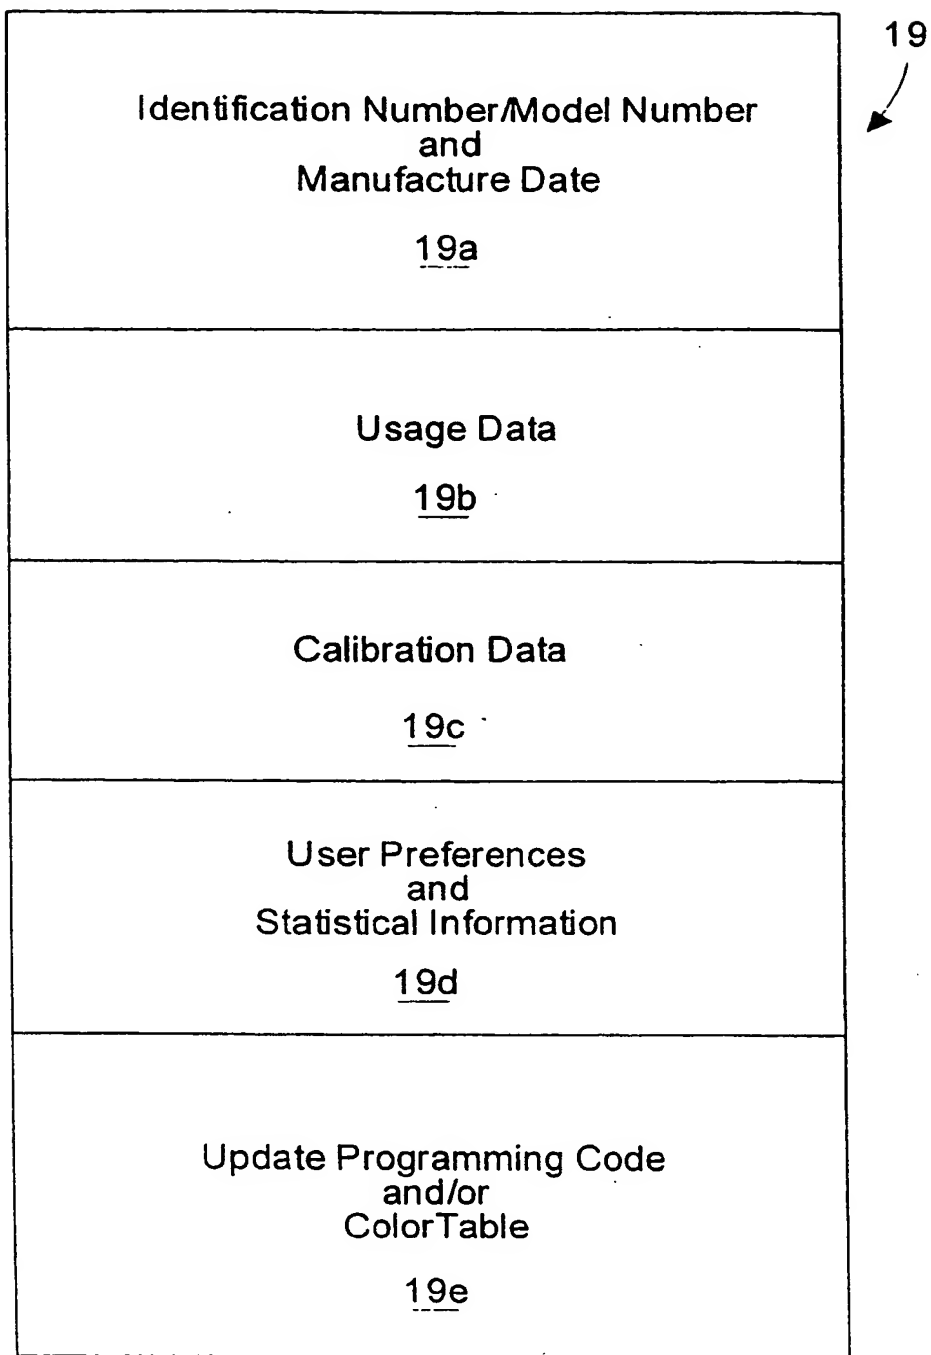 19
Identification Number/Model Number
and
Manufacture Date
19a
Usage Data
19b
Calibration Data
19c
User Preferences
and
Statistical Information
19d
Update Programming Code
and/or
ColorTable
19e